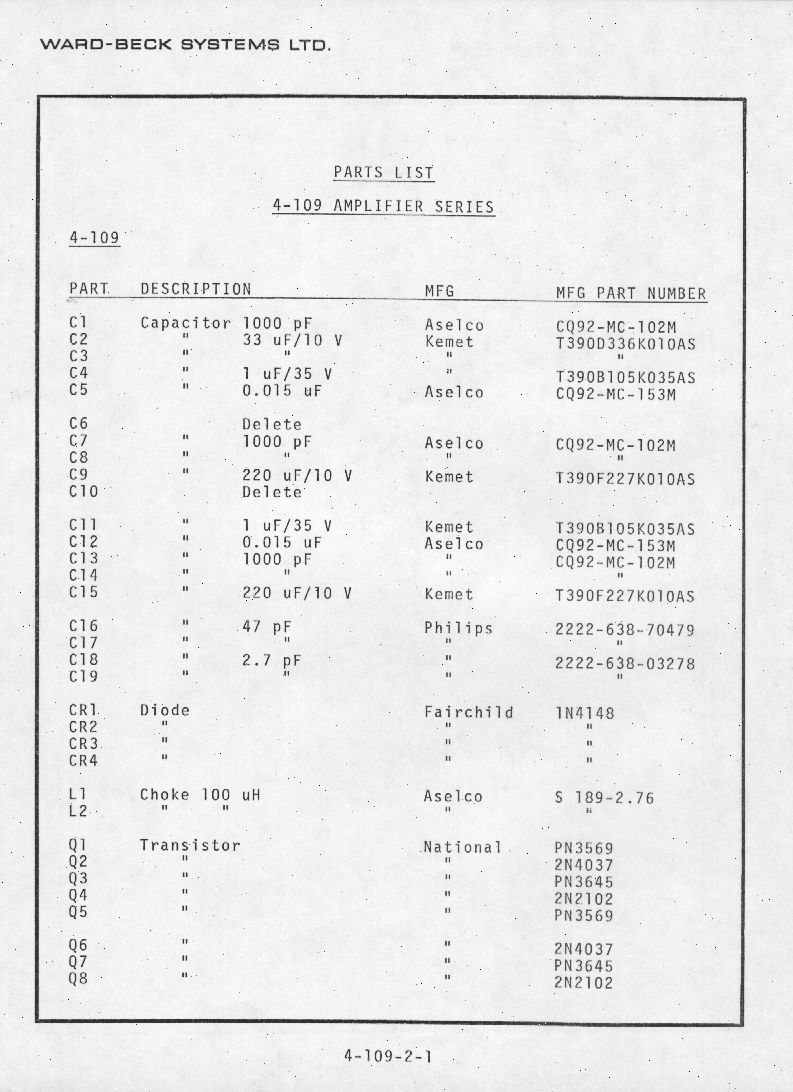 WARD-BECK SYSTEMS LTD.
PARTS LIST
4-109 AMPLIFIER SERIES
4-109
PART DESCRIPTION MFG MFG PART NUMBER
C1 Capacitor 1000 pF Aselco CQ92-MC-102M
C2 " 33 uF/10 V Kemet T390D336K010AS
C3 " " " "
C4 " 1 uF/35 V " T390B105K035AS
C5 " 0.015 uF Aselco CQ92-MC-153M
C6 Delete
C7 " 1000 pF Aselco CQ92-MC-102M
C8 " " " "
C9 " 220 uF/10 V Kemet T390F227K010AS
C10 Delete
C11 " 1 uF/35 V Kemet T390B105K035AS
C12 " 0.015 uF Aselco CQ92-MC-153M
C13 " 1000 pF " CQ92-MC-102M
C14 " " " "
C15 " 220 uF/10 V Kemet T390F227K010AS
C16 " 47 pF Philips 2222-638-70479
C17 " " " "
C18 " 2.7 pF " 2222-638-03278
C19 " " " "
CR1 Diode Fairchild 1N4148
CR2 " " "
CR3 " " "
CR4 " " "
L1 Choke 100 uH Aselco S 189-2.76
L2 " " " "
Q1 Transistor National PN3569
Q2 " " 2N4037
Q3 " " PN3645
Q4 " " 2N2102
Q5 " " PN3569
Q6 " " 2N4037
Q7 " " PN3645
Q8 " " 2N2102
4-109-2-1